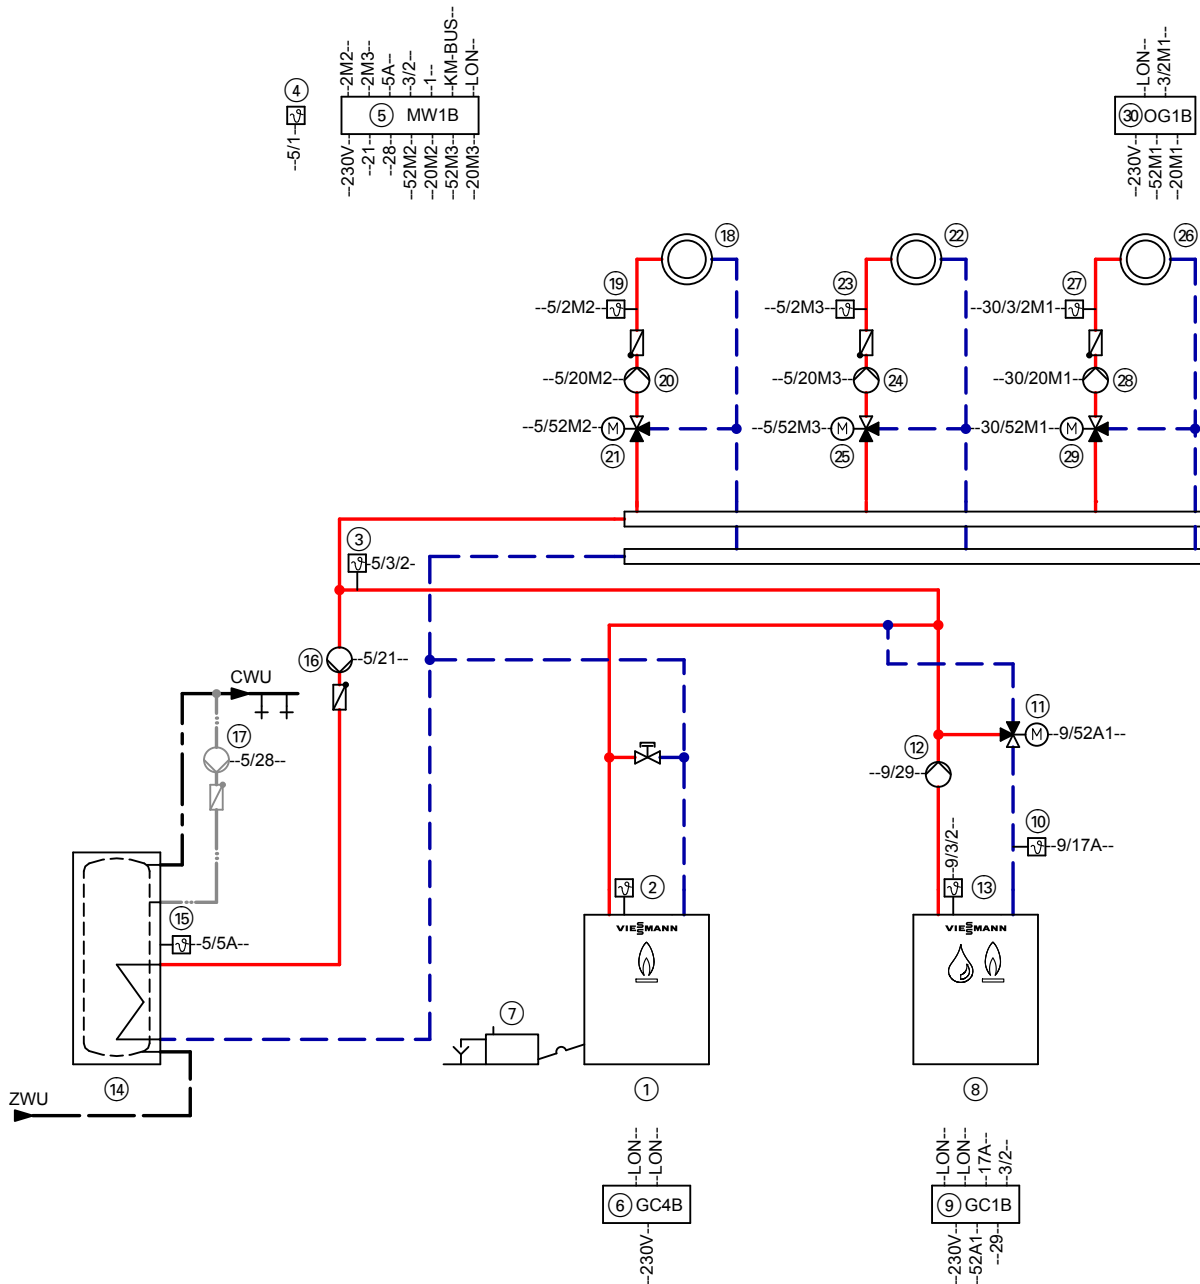 4
--5/1--
--2M2--
--2M3--
--5A--
--3/2--
--1--
--KM-BUS--
--LON--
5 MW1B
--230V--
--21--
--28--
--52M2--
--20M2--
--52M3--
--20M3--
--LON--
--3/2M1--
30 OG1B
--230V--
--52M1--
--20M1--
18
22
26
19
23
27
--5/2M2--
--5/2M3--
--30/3/2M1--
--5/20M2--
20
--5/20M3--
24
--30/20M1--
28
--5/52M2--
M
--5/52M3--
M
--30/52M1--
M
21
25
29
3
--5/3/2-
16
--5/21--
CWU
17
--5/28--
11
M
--9/52A1--
12
--9/29--
10
--9/17A--
--9/3/2--
2
13
15
--5/5A--
VIESSMANN
VIESSMANN
7
14
1
8
ZWU
--LON--
--LON--
6 GC4B
--230V--
--LON--
--LON--
--17A--
--3/2--
9 GC1B
--230V--
--52A1--
--29--